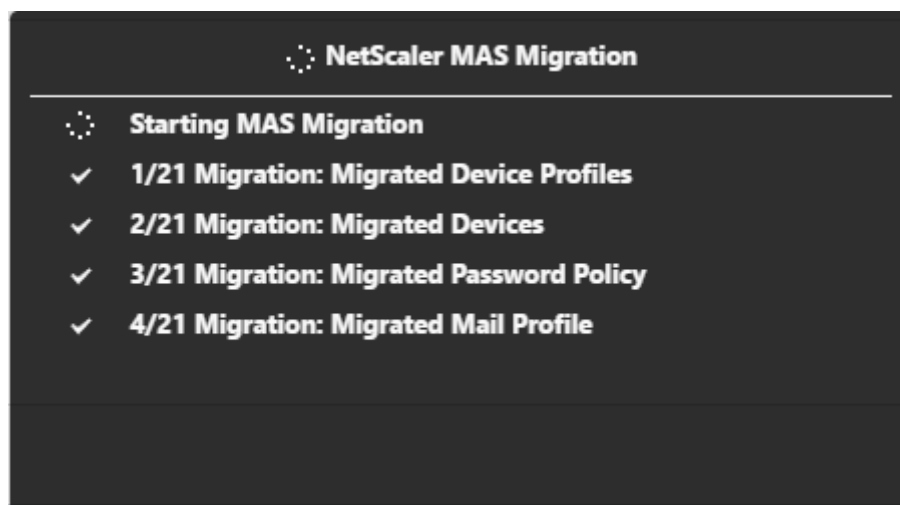 NetScaler MAS Migration
Starting MAS Migration
1/21 Migration: Migrated Device Profiles
2/21 Migration: Migrated Devices
3/21 Migration: Migrated Password Policy
4/21 Migration: Migrated Mail Profile